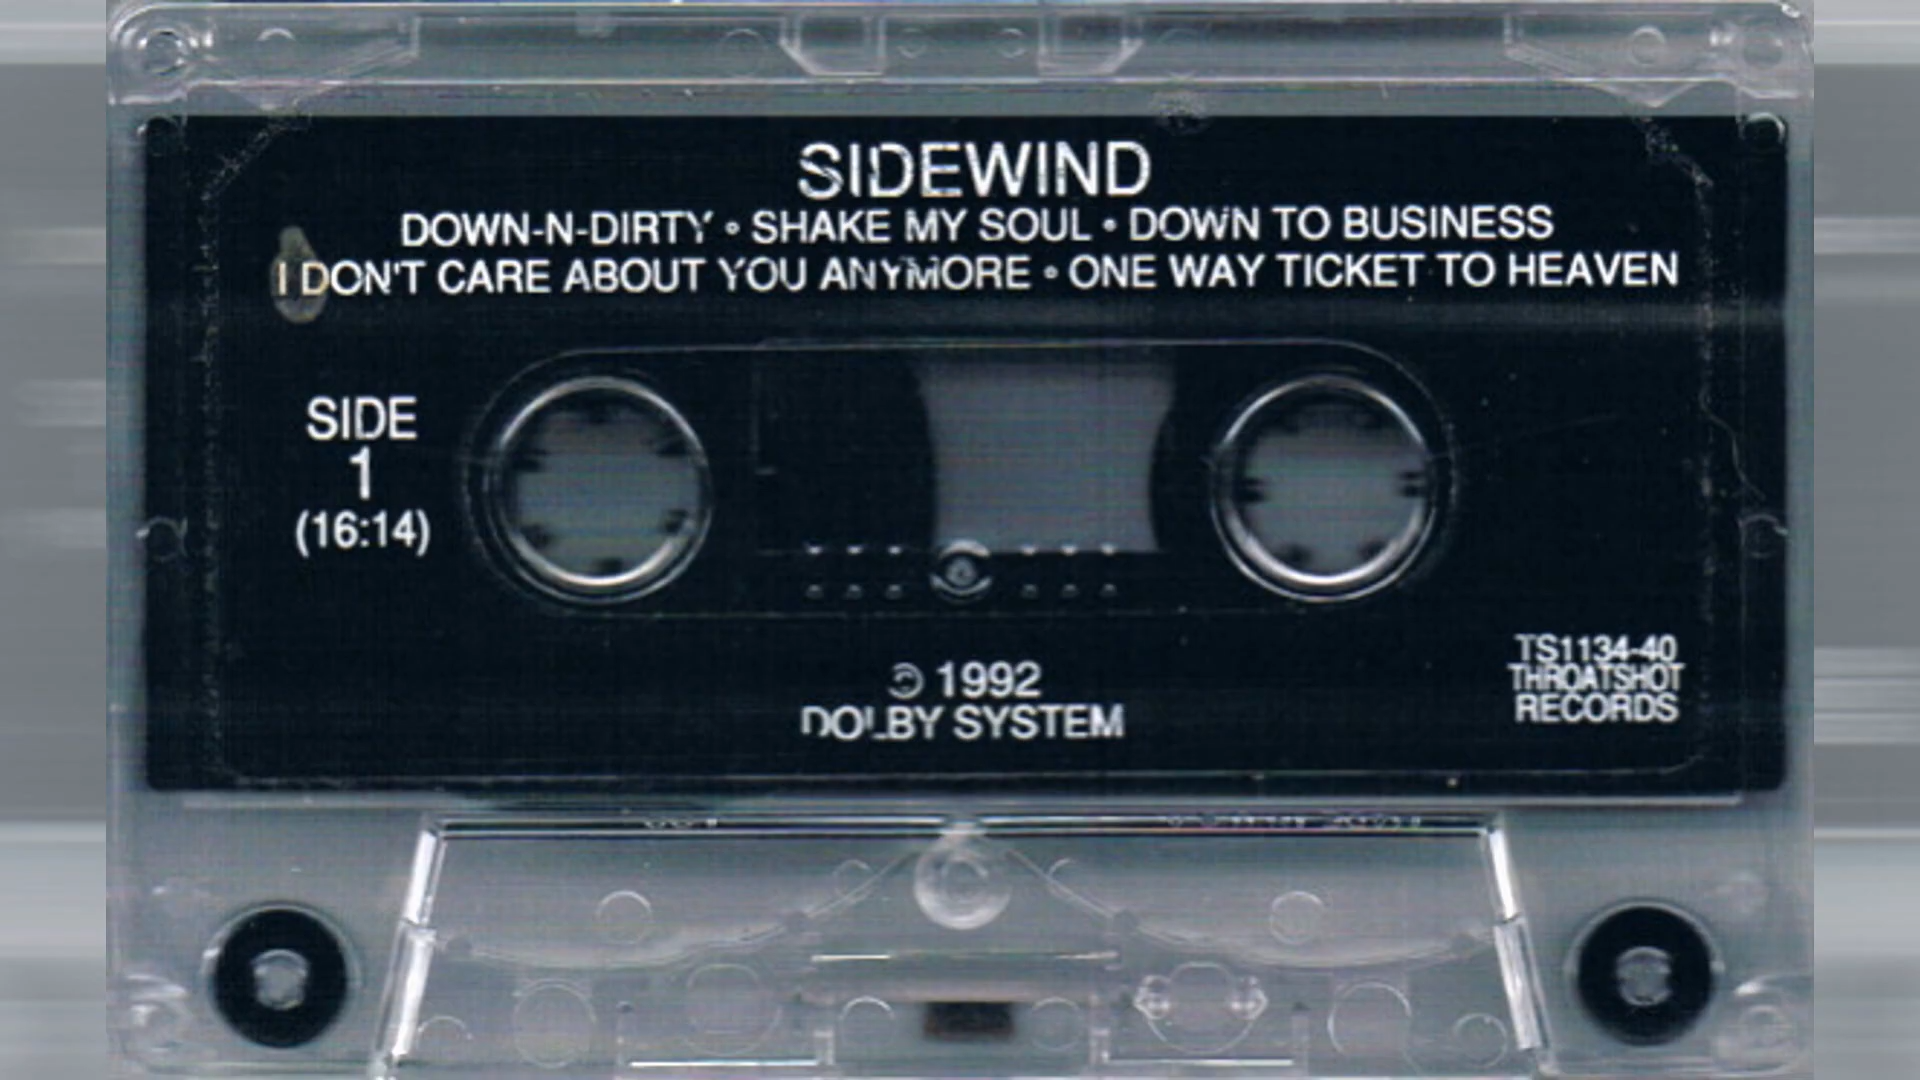 SIDEWIND
DOWN-N-DIRTY • SHAKE MY SOUL • DOWN TO BUSINESS
I DON'T CARE ABOUT YOU ANYMORE • ONE WAY TICKET TO HEAVEN
SIDE
1
(16:14)
© 1992
DOLBY SYSTEM
TS1134-40
THROATSHOT
RECORDS